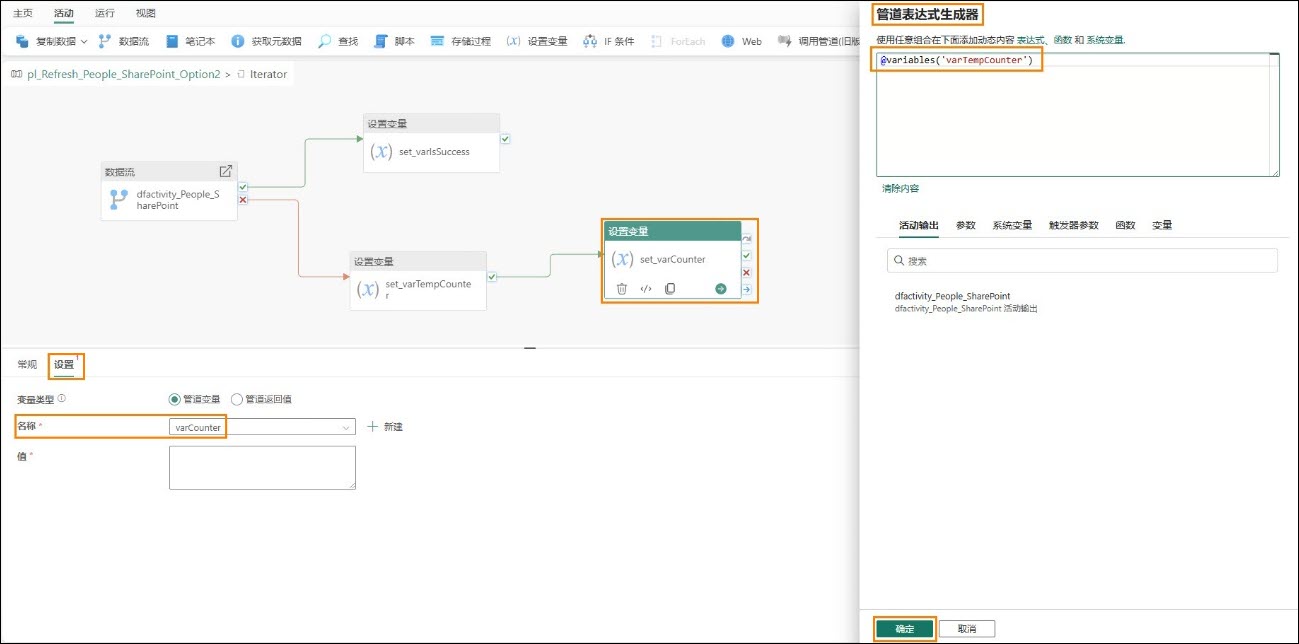 主页 活动 运行 视图
复制数据 数据流 笔记本 获取元数据 查找 脚本 存储过程 (x) 设置变量 IF 条件 ForEach Web 调用管道(旧版
pl_Refresh_People_SharePoint_Option2 > Iterator
设置变量
(x) set_varIsSuccess
数据流
dfactivity_People_S
harePoint
设置变量
(x) set_varCounter
设置变量
(x) set_varTempCounte
r
常规 设置 1
变量类型 管道变量 管道返回值
名称 * varCounter 新建
值 *
管道表达式生成器
使用任意组合在下面添加动态内容 表达式、函数 和 系统变量.
@variables('varTempCounter')
清除内容
活动输出 参数 系统变量 触发器参数 函数 变量
搜索
dfactivity_People_SharePoint
dfactivity_People_SharePoint 活动输出
确定 取消